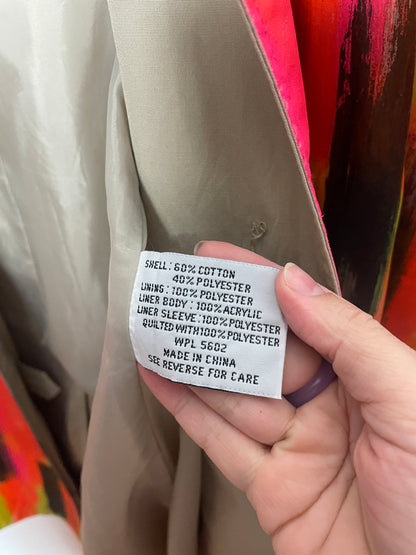 SHELL: 60% COTTON
40% POLYESTER
LINING: 100% POLYESTER
LINER BODY: 100% ACRYLIC
LINER SLEEVE: 100% POLYESTER
QUILTED WITH 100% POLYESTER
WPL 5602
MADE IN CHINA
SEE REVERSE FOR CARE